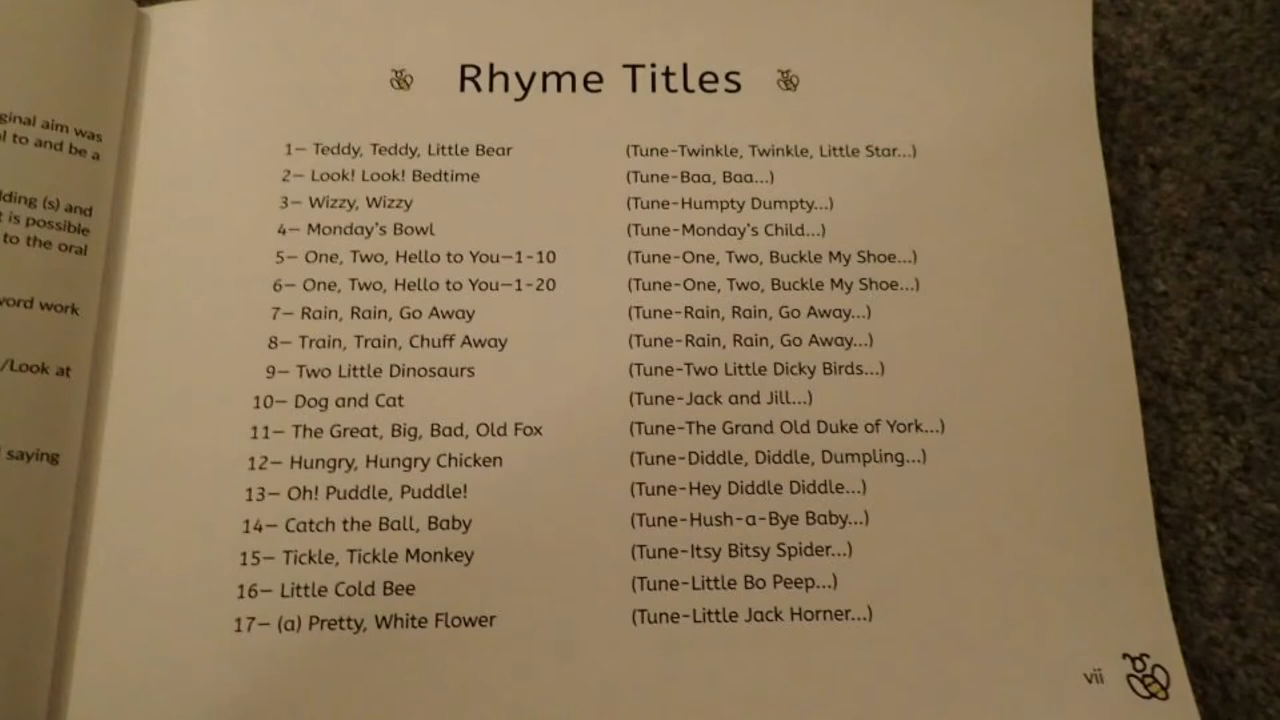 ginal aim was
l to and be a
lding (s) and
t is possible
to the oral
word work
/Look at
saying
Rhyme Titles
1– Teddy, Teddy, Little Bear (Tune-Twinkle, Twinkle, Little Star...)
2– Look! Look! Bedtime (Tune-Baa, Baa...)
3– Wizzy, Wizzy (Tune-Humpty Dumpty...)
4– Monday's Bowl (Tune-Monday's Child...)
5– One, Two, Hello to You–1-10 (Tune-One, Two, Buckle My Shoe...)
6– One, Two, Hello to You–1-20 (Tune-One, Two, Buckle My Shoe...)
7– Rain, Rain, Go Away (Tune-Rain, Rain, Go Away...)
8– Train, Train, Chuff Away (Tune-Rain, Rain, Go Away...)
9– Two Little Dinosaurs (Tune-Two Little Dicky Birds...)
10– Dog and Cat (Tune-Jack and Jill...)
11– The Great, Big, Bad, Old Fox (Tune-The Grand Old Duke of York...)
12– Hungry, Hungry Chicken (Tune-Diddle, Diddle, Dumpling...)
13– Oh! Puddle, Puddle! (Tune-Hey Diddle Diddle...)
14– Catch the Ball, Baby (Tune-Hush-a-Bye Baby...)
15– Tickle, Tickle Monkey (Tune-Itsy Bitsy Spider...)
16– Little Cold Bee (Tune-Little Bo Peep...)
17– (a) Pretty, White Flower (Tune-Little Jack Horner...)
vii